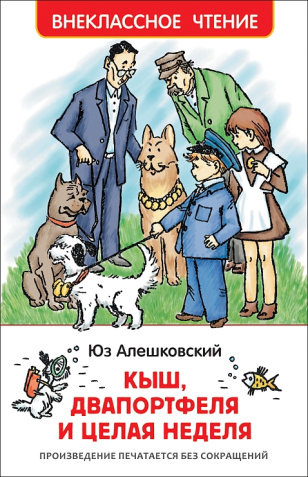 ВНЕКЛАССНОЕ ЧТЕНИЕ
Юз Алешковский
КЫШ,
ДВАПОРТФЕЛЯ
И ЦЕЛАЯ НЕДЕЛЯ
ПРОИЗВЕДЕНИЕ ПЕЧАТАЕТСЯ БЕЗ СОКРАЩЕНИЙ